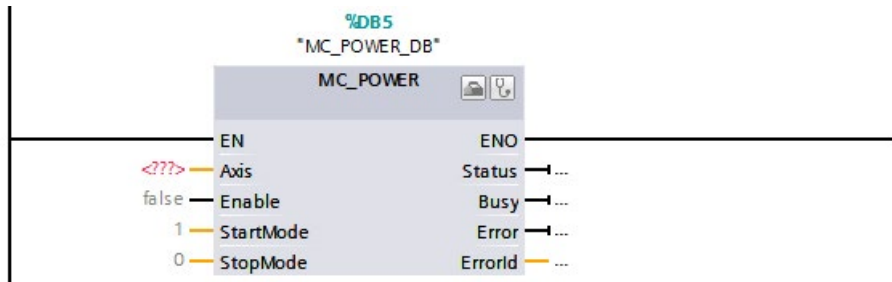 %DB5
"MC_POWER_DB"
MC_POWER
EN ENO
<???> Axis Status ...
false Enable Busy ...
1 StartMode Error ...
0 StopMode ErrorId ...